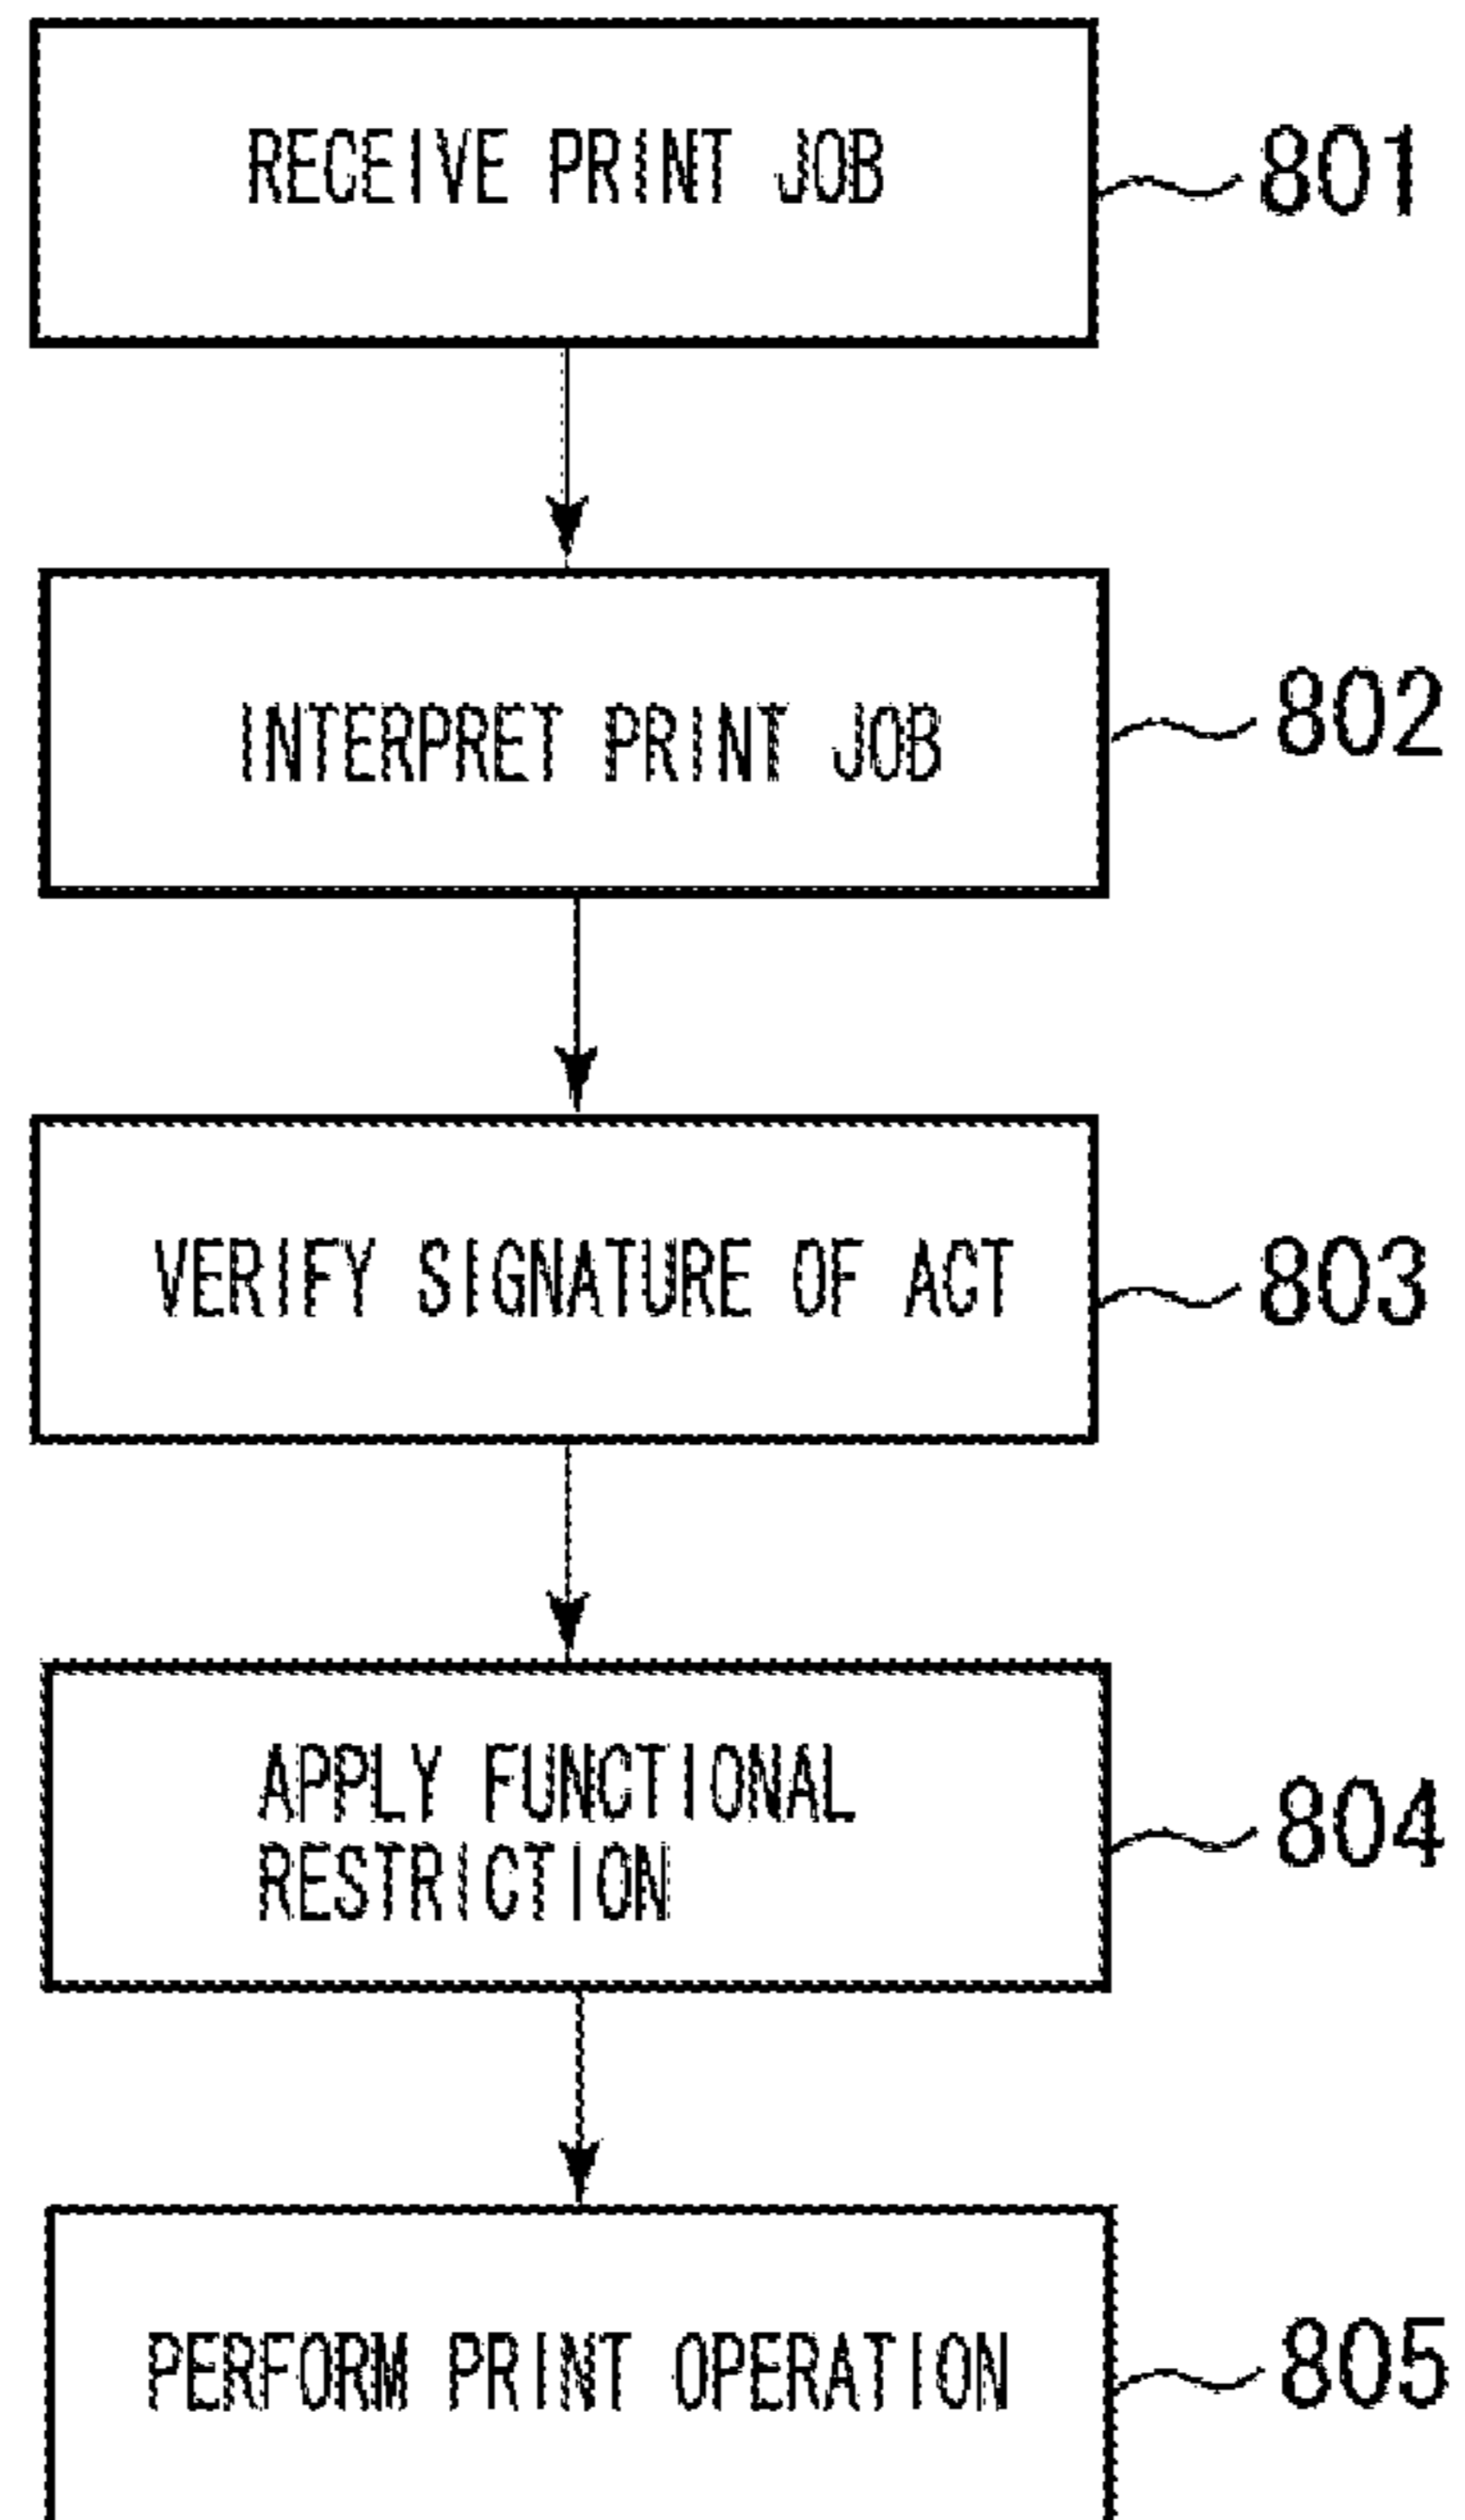 RECEIVE PRINT JOB
801
INTERPRET PRINT JOB
802
VERIFY SIGNATURE OF ACT
803
APPLY FUNCTIONAL
RESTRICTION
804
PERFORM PRINT OPERATION
805